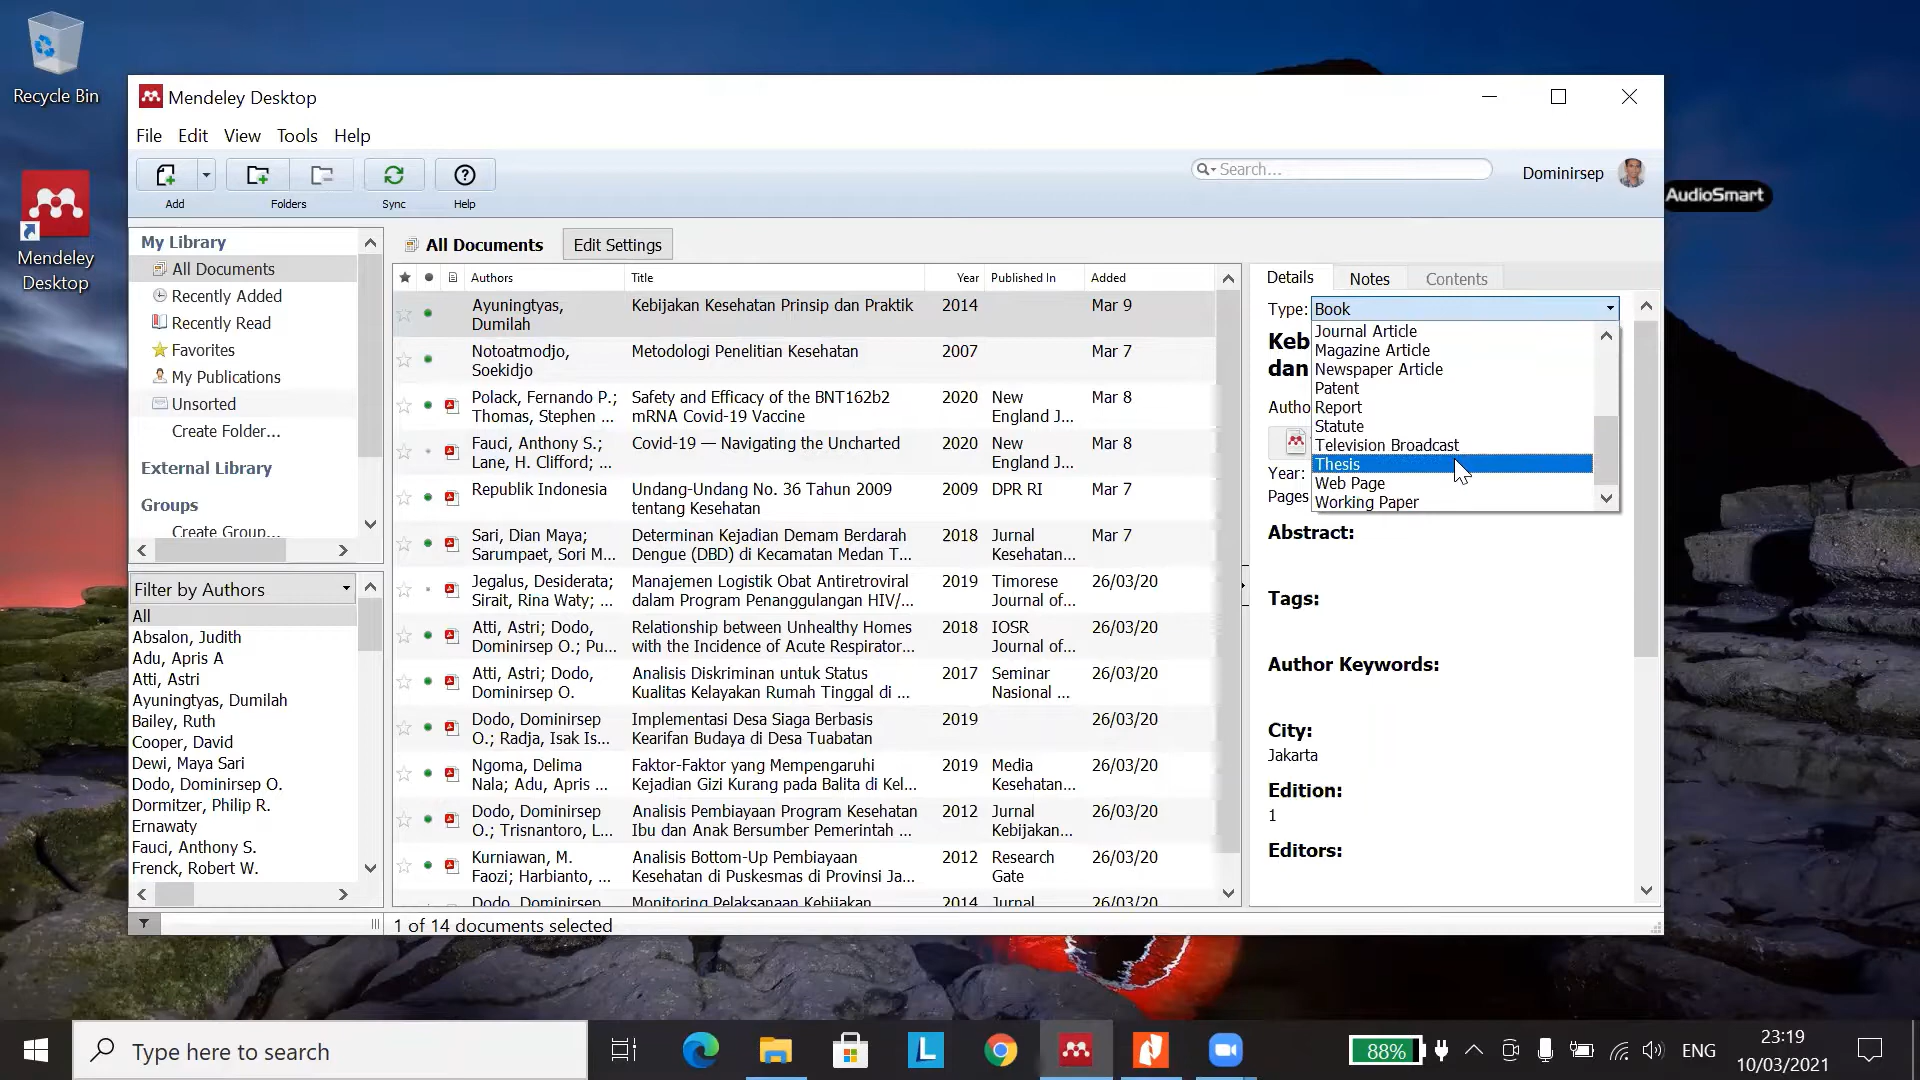 Recycle Bin
Mendeley
Desktop
Mendeley Desktop
File Edit View Tools Help
Add Folders Sync Help
Search...
Dominirsep
AudioSmart
My Library
All Documents
Recently Added
Recently Read
Favorites
My Publications
Unsorted
Create Folder...
External Library
Groups
Create Group...
Filter by Authors
All
Absalon, Judith
Adu, Apris A
Atti, Astri
Ayuningtyas, Dumilah
Bailey, Ruth
Cooper, David
Dewi, Maya Sari
Dodo, Dominirsep O.
Dormitzer, Philip R.
Ernawaty
Fauci, Anthony S.
Frenck, Robert W.
All Documents Edit Settings
Authors Title Year Published In Added
Ayuningtyas, Kebijakan Kesehatan Prinsip dan Praktik 2014 Mar 9
Dumilah
Notoatmodjo, Metodologi Penelitian Kesehatan 2007 Mar 7
Soekidjo
Polack, Fernando P.; Safety and Efficacy of the BNT162b2 2020 New Mar 8
Thomas, Stephen ... mRNA Covid-19 Vaccine England J...
Fauci, Anthony S.; Covid-19 — Navigating the Uncharted 2020 New Mar 8
Lane, H. Clifford; ... England J...
Republik Indonesia Undang-Undang No. 36 Tahun 2009 2009 DPR RI Mar 7
tentang Kesehatan
Sari, Dian Maya; Determinan Kejadian Demam Berdarah 2018 Jurnal Mar 7
Sarumpaet, Sori M... Dengue (DBD) di Kecamatan Medan T... Kesehatan...
Jegalus, Desiderata; Manajemen Logistik Obat Antiretroviral 2019 Timorese 26/03/20
Sirait, Rina Waty; ... dalam Program Penanggulangan HIV/... Journal of...
Atti, Astri; Dodo, Relationship between Unhealthy Homes 2018 IOSR 26/03/20
Dominirsep O.; Pu... with the Incidence of Acute Respirator... Journal of...
Atti, Astri; Dodo, Analisis Diskriminan untuk Status 2017 Seminar 26/03/20
Dominirsep O. Kualitas Kelayakan Rumah Tinggal di ... Nasional ...
Dodo, Dominirsep Implementasi Desa Siaga Berbasis 2019 26/03/20
O.; Radja, Isak Is... Kearifan Budaya di Desa Tuabatan
Ngoma, Delima Faktor-Faktor yang Mempengaruhi 2019 Media 26/03/20
Nala; Adu, Apris ... Kejadian Gizi Kurang pada Balita di Kel... Kesehatan...
Dodo, Dominirsep Analisis Pembiayaan Program Kesehatan 2012 Jurnal 26/03/20
O.; Trisnantoro, L... Ibu dan Anak Bersumber Pemerintah ... Kebijakan...
Kurniawan, M. Analisis Bottom-Up Pembiayaan 2012 Research 26/03/20
Faozi; Harbianto, ... Kesehatan di Puskesmas di Provinsi Ja... Gate
Dodo, Dominirsep Monitoring Pelaksanaan Kebijakan 2014 Jurnal 26/03/20
1 of 14 documents selected
Details Notes Contents
Type: Book
Journal Article
Magazine Article
Newspaper Article
Patent
Report
Statute
Television Broadcast
Thesis
Web Page
Working Paper
Keb
dan
Autho
Year:
Pages
Abstract:
Tags:
Author Keywords:
City:
Jakarta
Edition:
1
Editors:
Type here to search
L
88%
ENG
23:19
10/03/2021